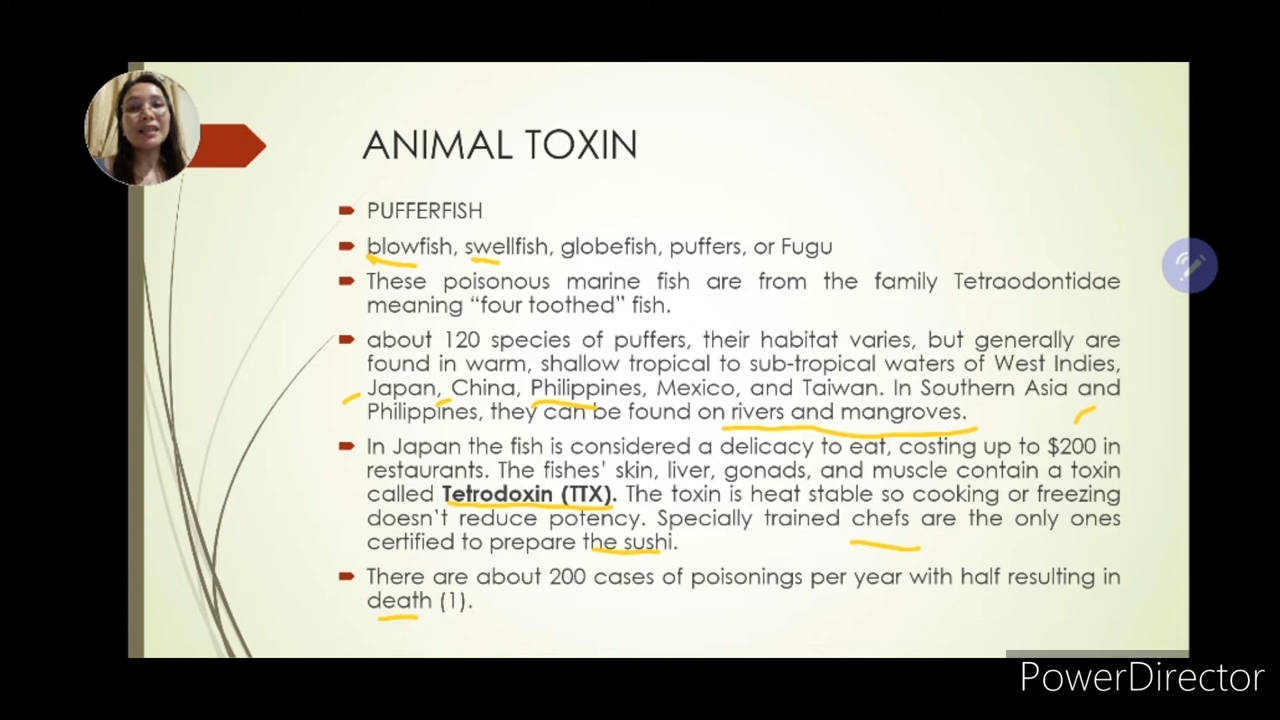 ANIMAL TOXIN
PUFFERFISH
blowfish, swellfish, globefish, puffers, or Fugu
These poisonous marine fish are from the family Tetraodontidae
meaning “four toothed” fish.
about 120 species of puffers, their habitat varies, but generally are
found in warm, shallow tropical to sub-tropical waters of West Indies,
Japan, China, Philippines, Mexico, and Taiwan. In Southern Asia and
Philippines, they can be found on rivers and mangroves.
In Japan the fish is considered a delicacy to eat, costing up to $200 in
restaurants. The fishes’ skin, liver, gonads, and muscle contain a toxin
called Tetrodoxin (TTX). The toxin is heat stable so cooking or freezing
doesn’t reduce potency. Specially trained chefs are the only ones
certified to prepare the sushi.
There are about 200 cases of poisonings per year with half resulting in
death (1).
PowerDirector